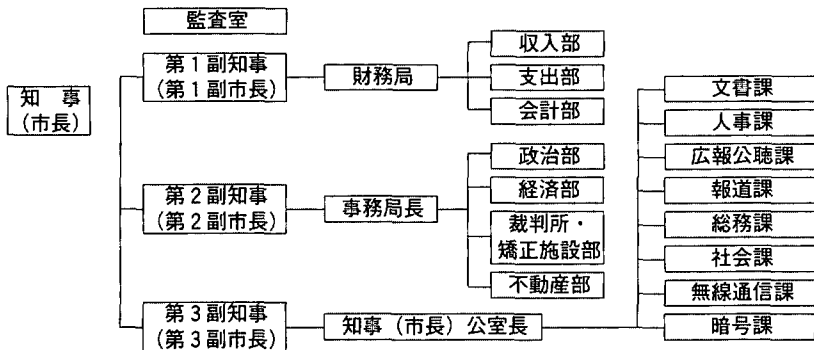 監査室
知事
(市長)
第1副知事
(第1副市長)
財務局
収入部
支出部
会計部
第2副知事
(第2副市長)
事務局長
政治部
経済部
裁判所・
矯正施設部
不動産部
第3副知事
(第3副市長)
知事（市長）公室長
文書課
人事課
広報公聴課
報道課
総務課
社会課
無線通信課
暗号課